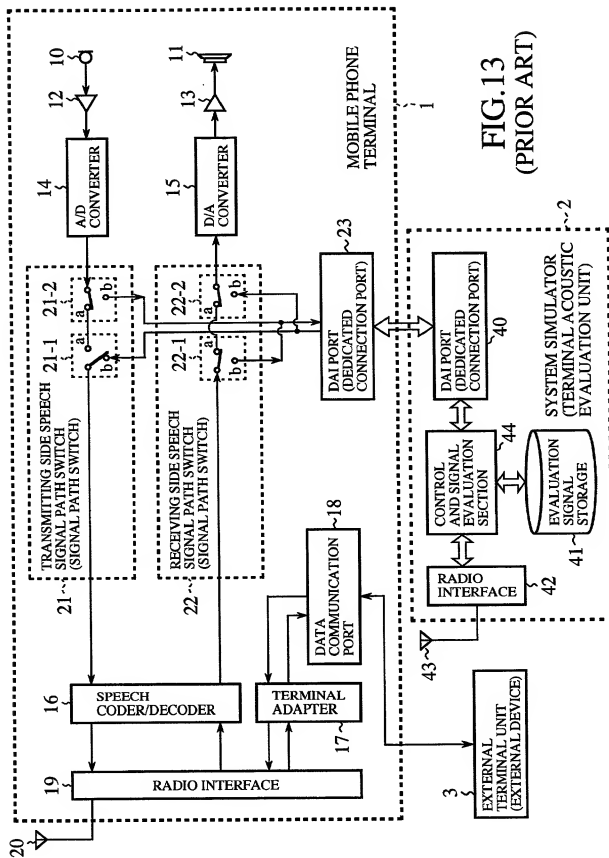 FIG.13
(PRIOR ART)
MOBILE PHONE
TERMINAL
1
10
12
14
A/D
CONVERTER
11
13
15
D/A
CONVERTER
21-2
a
b
21-1
a
b
22-2
a
b
22-1
a
b
TRANSMITTING SIDE SPEECH
SIGNAL PATH SWITCH
(SIGNAL PATH SWITCH)
21
RECEIVING SIDE SPEECH
SIGNAL PATH SWITCH
(SIGNAL PATH SWITCH)
22
23
DAI PORT
(DEDICATED
CONNECTION PORT)
16
SPEECH
CODER/DECODER
18
DATA
COMMUNICATION
PORT
TERMINAL
ADAPTER
17
19
RADIO INTERFACE
20
2
DAI PORT
(DEDICATED
CONNECTION PORT)
40
SYSTEM SIMULATOR
(TERMINAL ACOUSTIC
EVALUATION UNIT)
44
CONTROL
AND SIGNAL
EVALUATION
SECTION
EVALUATION
SIGNAL
STORAGE
41
RADIO
INTERFACE
42
43
3
EXTERNAL
TERMINAL UNIT
(EXTERNAL DEVICE)